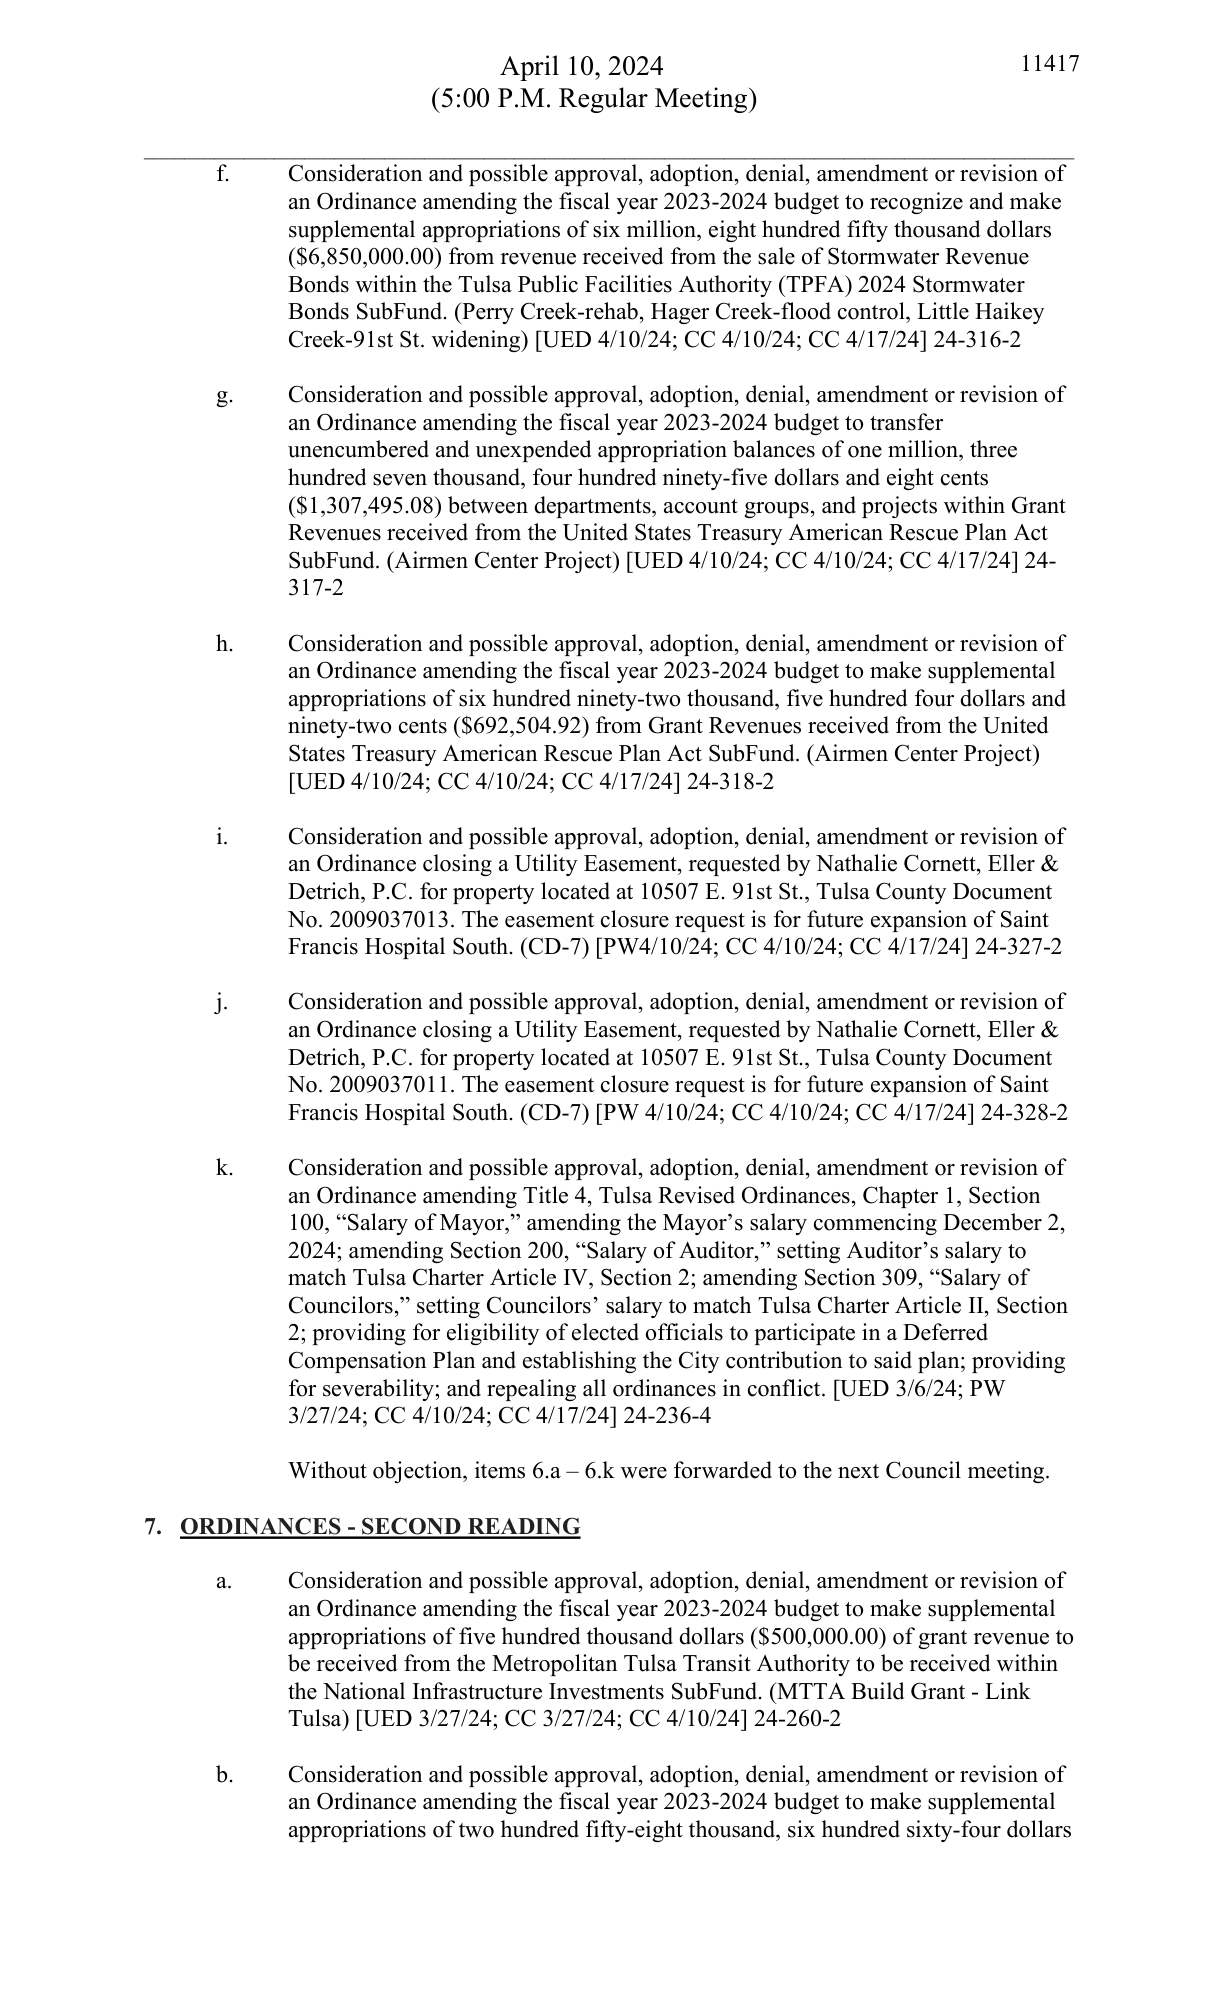 April 10, 2024
11417
(5:00 P.M. Regular Meeting)
f. Consideration and possible approval, adoption, denial, amendment or revision of
an Ordinance amending the fiscal year 2023-2024 budget to recognize and make
supplemental appropriations of six million, eight hundred fifty thousand dollars
($6,850,000.00) from revenue received from the sale of Stormwater Revenue
Bonds within the Tulsa Public Facilities Authority (TPFA) 2024 Stormwater
Bonds SubFund. (Perry Creek-rehab, Hager Creek-flood control, Little Haikey
Creek-91st St. widening) [UED 4/10/24; CC 4/10/24; CC 4/17/24] 24-316-2
g. Consideration and possible approval, adoption, denial, amendment or revision of
an Ordinance amending the fiscal year 2023-2024 budget to transfer
unencumbered and unexpended appropriation balances of one million, three
hundred seven thousand, four hundred ninety-five dollars and eight cents
($1,307,495.08) between departments, account groups, and projects within Grant
Revenues received from the United States Treasury American Rescue Plan Act
SubFund. (Airmen Center Project) [UED 4/10/24; CC 4/10/24; CC 4/17/24] 24-
317-2
h. Consideration and possible approval, adoption, denial, amendment or revision of
an Ordinance amending the fiscal year 2023-2024 budget to make supplemental
appropriations of six hundred ninety-two thousand, five hundred four dollars and
ninety-two cents ($692,504.92) from Grant Revenues received from the United
States Treasury American Rescue Plan Act SubFund. (Airmen Center Project)
[UED 4/10/24; CC 4/10/24; CC 4/17/24] 24-318-2
i. Consideration and possible approval, adoption, denial, amendment or revision of
an Ordinance closing a Utility Easement, requested by Nathalie Cornett, Eller &
Detrich, P.C. for property located at 10507 E. 91st St., Tulsa County Document
No. 2009037013. The easement closure request is for future expansion of Saint
Francis Hospital South. (CD-7) [PW4/10/24; CC 4/10/24; CC 4/17/24] 24-327-2
j. Consideration and possible approval, adoption, denial, amendment or revision of
an Ordinance closing a Utility Easement, requested by Nathalie Cornett, Eller &
Detrich, P.C. for property located at 10507 E. 91st St., Tulsa County Document
No. 2009037011. The easement closure request is for future expansion of Saint
Francis Hospital South. (CD-7) [PW 4/10/24; CC 4/10/24; CC 4/17/24] 24-328-2
k. Consideration and possible approval, adoption, denial, amendment or revision of
an Ordinance amending Title 4, Tulsa Revised Ordinances, Chapter 1, Section
100, “Salary of Mayor,” amending the Mayor’s salary commencing December 2,
2024; amending Section 200, “Salary of Auditor,” setting Auditor’s salary to
match Tulsa Charter Article IV, Section 2; amending Section 309, “Salary of
Councilors,” setting Councilors’ salary to match Tulsa Charter Article II, Section
2; providing for eligibility of elected officials to participate in a Deferred
Compensation Plan and establishing the City contribution to said plan; providing
for severability; and repealing all ordinances in conflict. [UED 3/6/24; PW
3/27/24; CC 4/10/24; CC 4/17/24] 24-236-4
Without objection, items 6.a – 6.k were forwarded to the next Council meeting.
7. ORDINANCES - SECOND READING
a. Consideration and possible approval, adoption, denial, amendment or revision of
an Ordinance amending the fiscal year 2023-2024 budget to make supplemental
appropriations of five hundred thousand dollars ($500,000.00) of grant revenue to
be received from the Metropolitan Tulsa Transit Authority to be received within
the National Infrastructure Investments SubFund. (MTTA Build Grant - Link
Tulsa) [UED 3/27/24; CC 3/27/24; CC 4/10/24] 24-260-2
b. Consideration and possible approval, adoption, denial, amendment or revision of
an Ordinance amending the fiscal year 2023-2024 budget to make supplemental
appropriations of two hundred fifty-eight thousand, six hundred sixty-four dollars